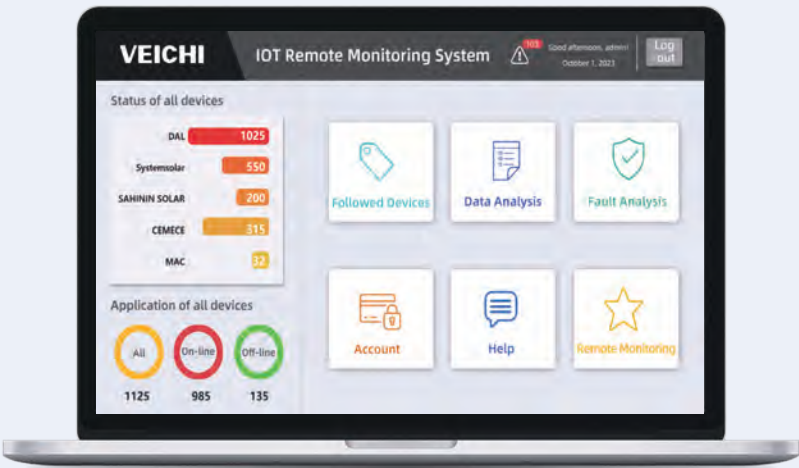 VEICHI
IOT Remote Monitoring System
103
Good afternoon, admin!
October 1, 2023
Log
out
Status of all devices
DAL 1025
Systemsolar 550
SAHININ SOLAR 200
CEMECE 315
MAC 32
Application of all devices
All
On-line
Off-line
1125
985
135
Followed Devices
Data Analysis
Fault Analysis
Account
Help
Remote Monitoring